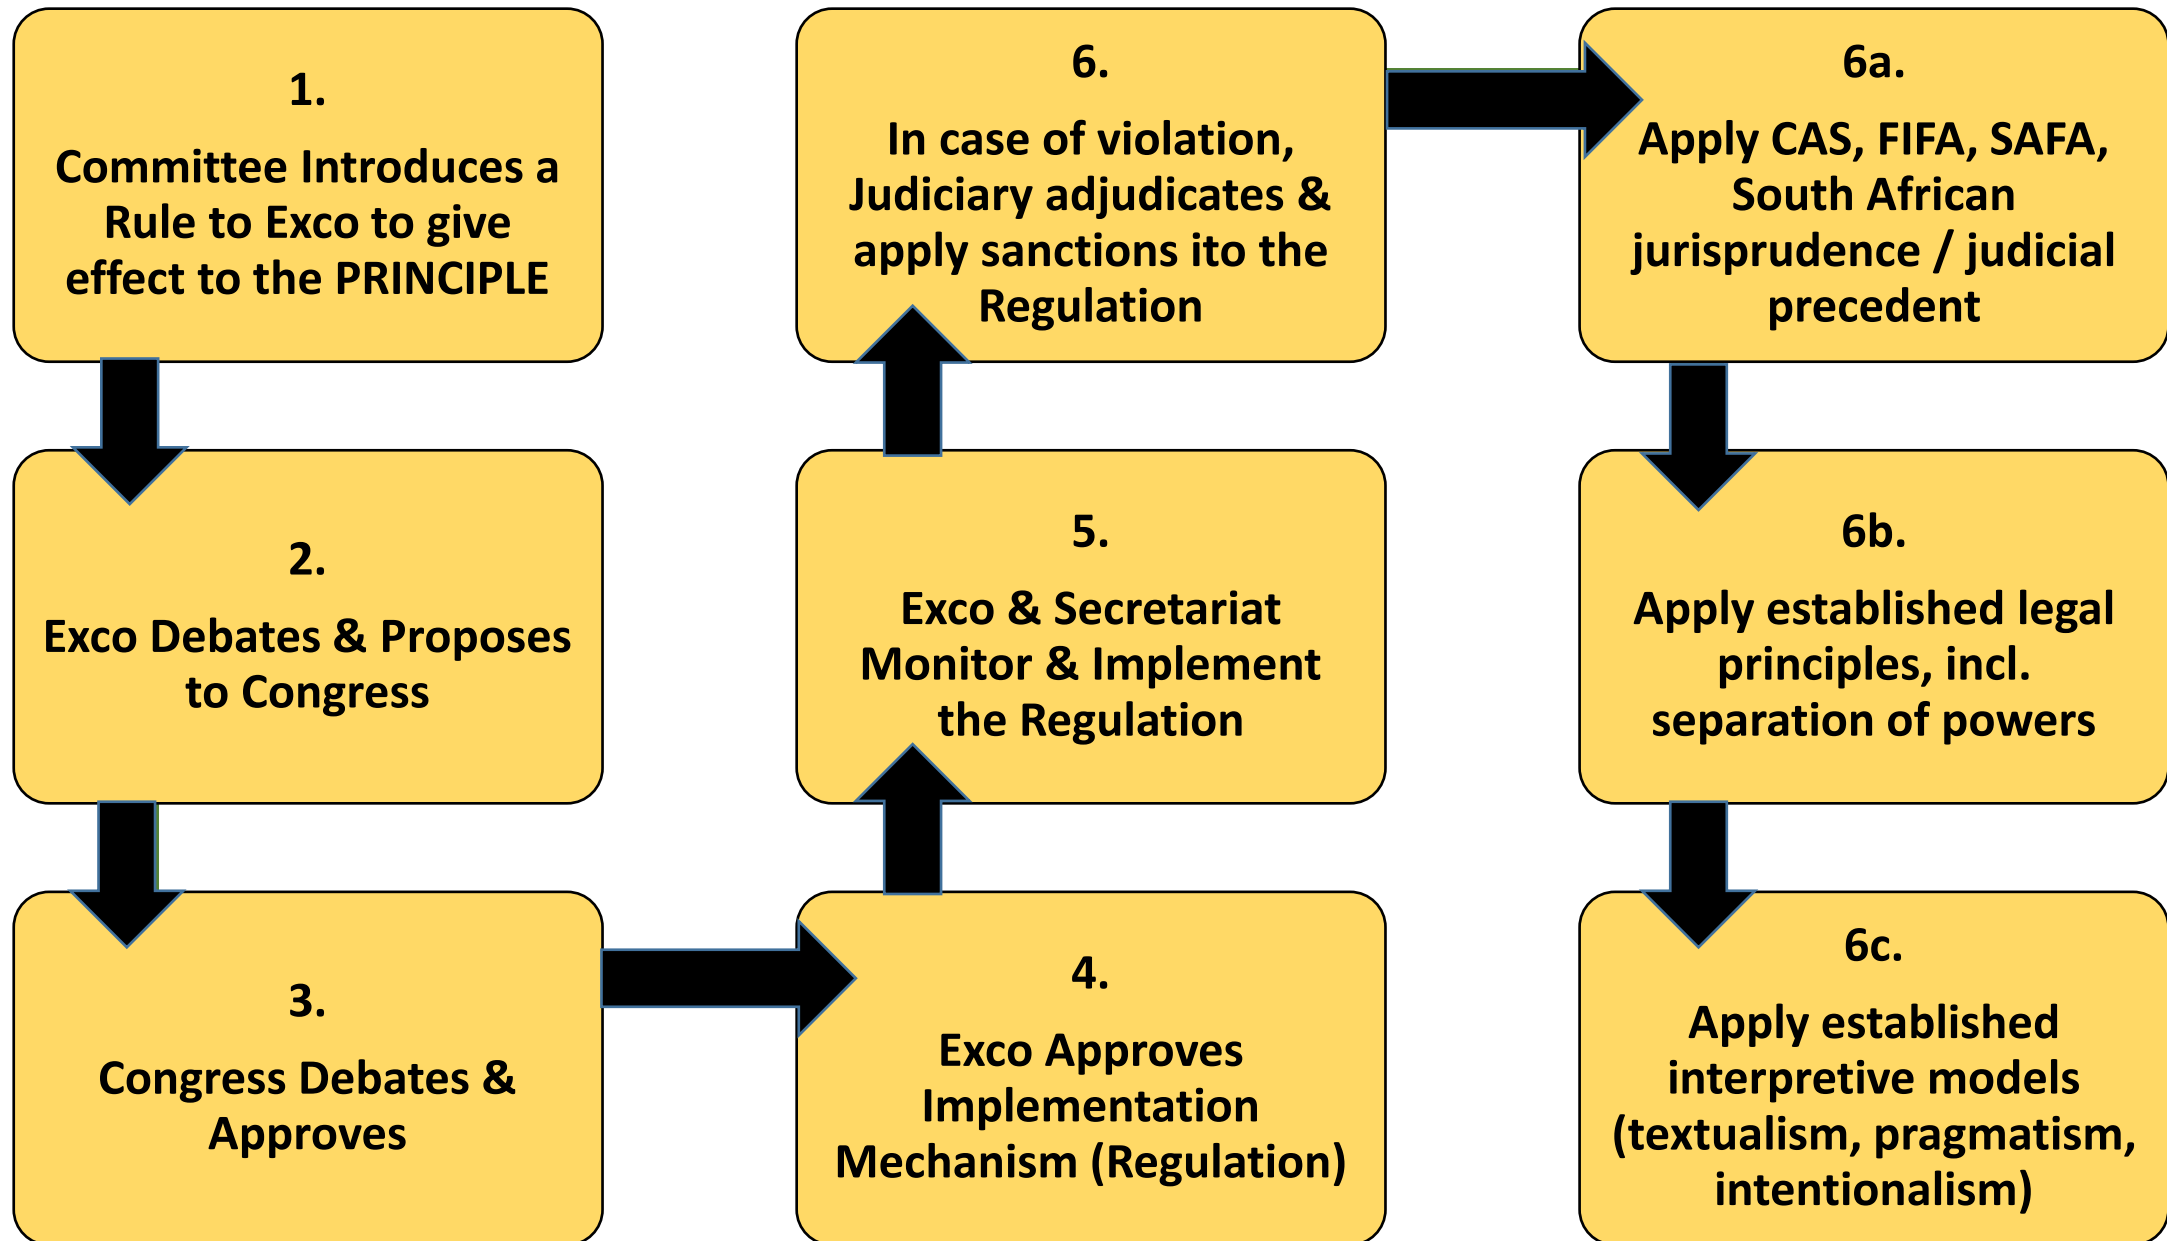 1.
Committee Introduces a
Rule to Exco to give
effect to the PRINCIPLE
2.
Exco Debates & Proposes
to Congress
3.
Congress Debates &
Approves
4.
Exco Approves
Implementation
Mechanism (Regulation)
5.
Exco & Secretariat
Monitor & Implement
the Regulation
6.
In case of violation,
Judiciary adjudicates &
apply sanctions ito the
Regulation
6a.
Apply CAS, FIFA, SAFA,
South African
jurisprudence / judicial
precedent
6b.
Apply established legal
principles, incl.
separation of powers
6c.
Apply established
interpretive models
(textualism, pragmatism,
intentionalism)